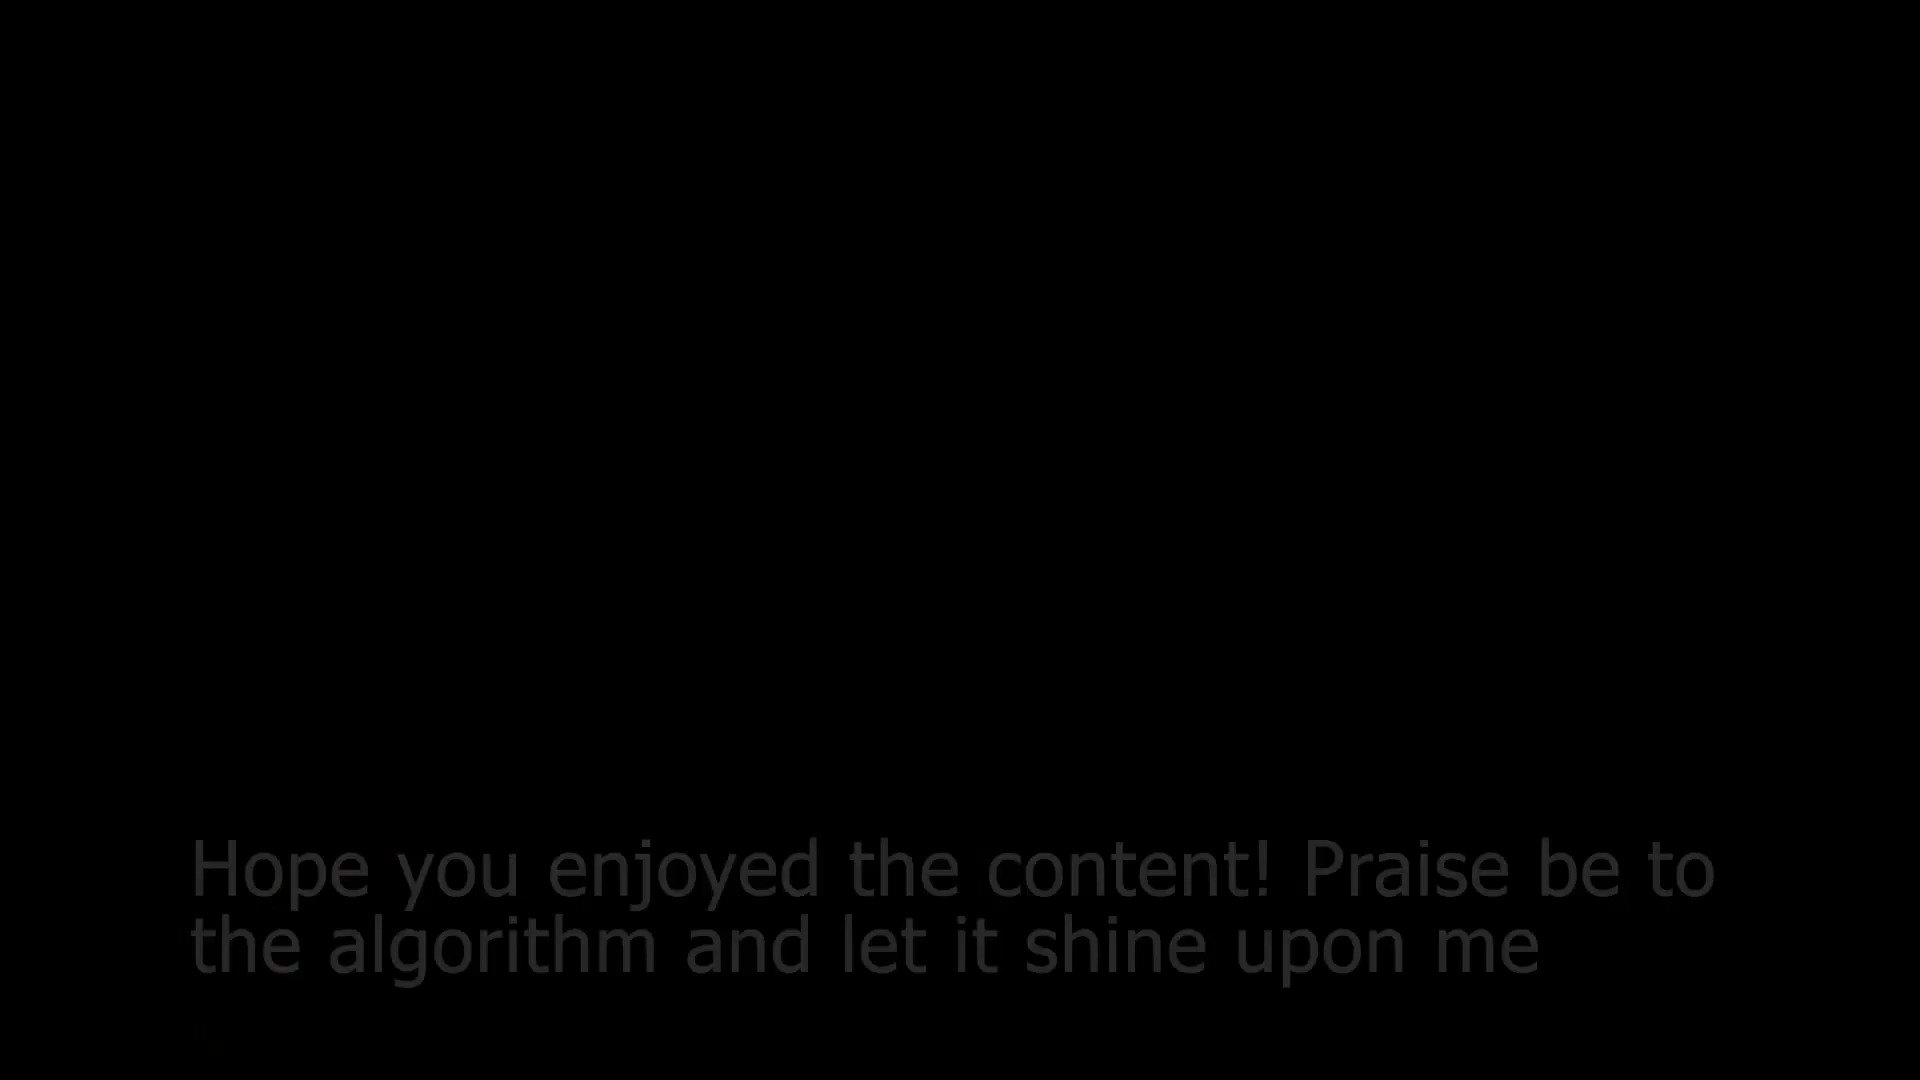 Hope you enjoyed the content! Praise be to
the algorithm and let it shine upon me